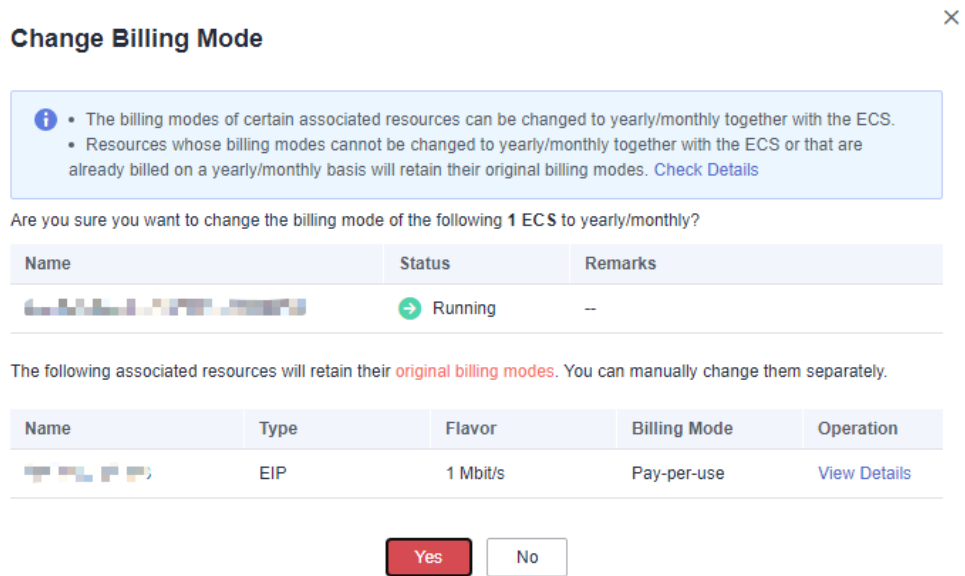 Change Billing Mode
• The billing modes of certain associated resources can be changed to yearly/monthly together with the ECS.
• Resources whose billing modes cannot be changed to yearly/monthly together with the ECS or that are
already billed on a yearly/monthly basis will retain their original billing modes. Check Details
Are you sure you want to change the billing mode of the following 1 ECS to yearly/monthly?
Name Status Remarks
Running --
The following associated resources will retain their original billing modes. You can manually change them separately.
Name Type Flavor Billing Mode Operation
EIP 1 Mbit/s Pay-per-use View Details
Yes No